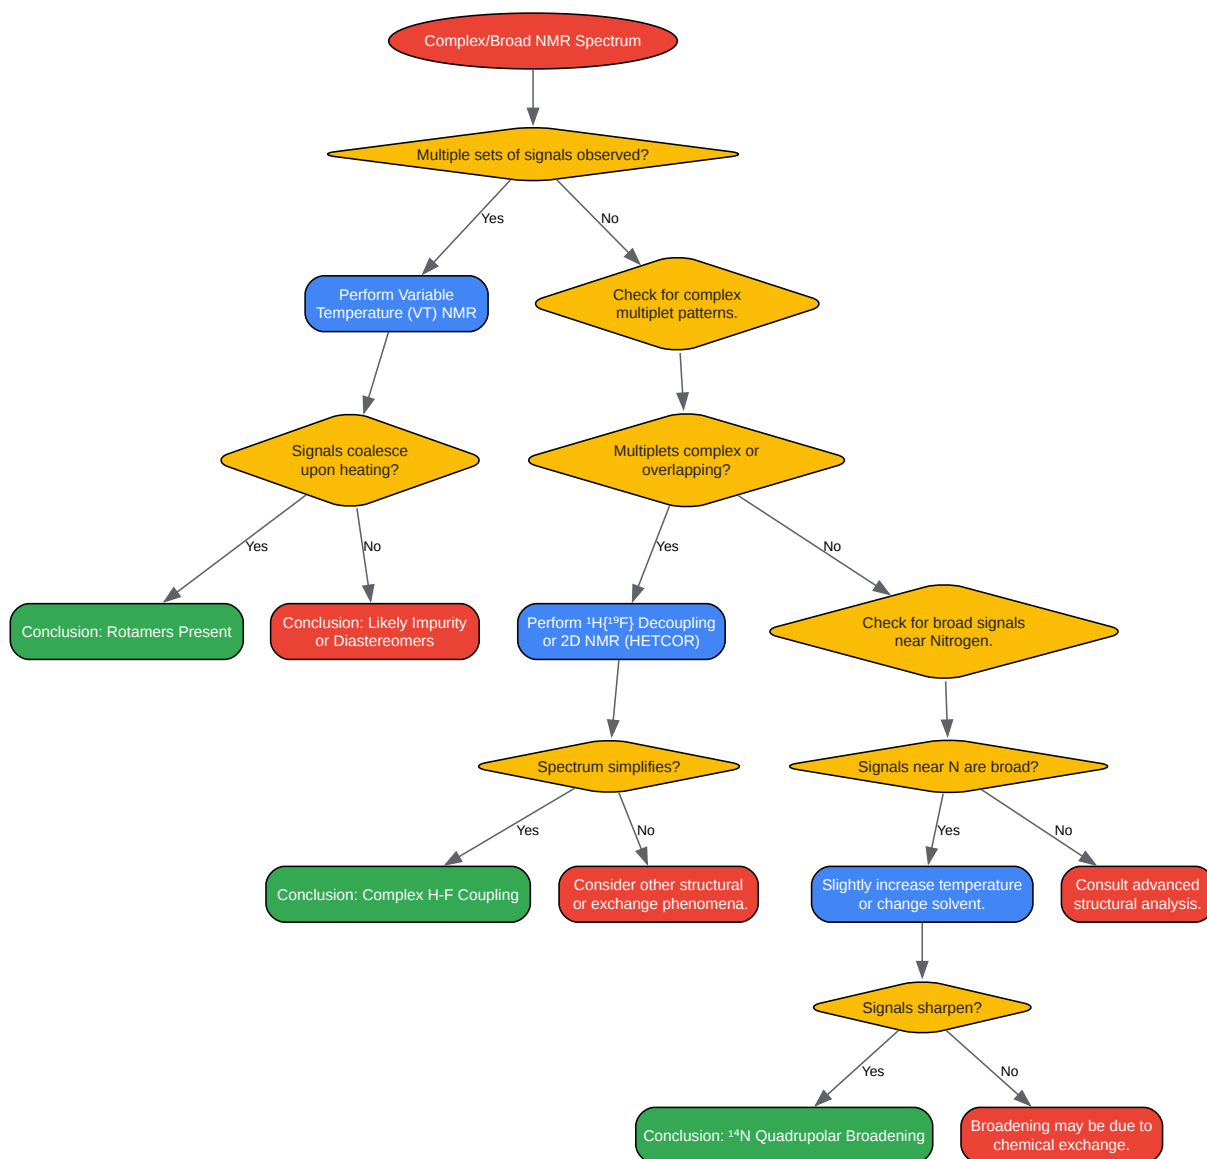 Complex/Broad NMR Spectrum
Multiple sets of signals observed?
Yes
No
Perform Variable
Temperature (VT) NMR
Check for complex
multiplet patterns.
Signals coalesce
upon heating?
Multiplets complex or
overlapping?
Yes
No
Yes
No
Conclusion: Rotamers Present
Conclusion: Likely Impurity
or Diastereomers
Perform ¹H{¹⁹F} Decoupling
or 2D NMR (HETCOR)
Check for broad signals
near Nitrogen.
Spectrum simplifies?
Signals near N are broad?
Yes
No
Yes
No
Conclusion: Complex H-F Coupling
Consider other structural
or exchange phenomena.
Slightly increase temperature
or change solvent.
Consult advanced
structural analysis.
Signals sharpen?
Yes
No
Conclusion: ¹⁴N Quadrupolar Broadening
Broadening may be due to
chemical exchange.